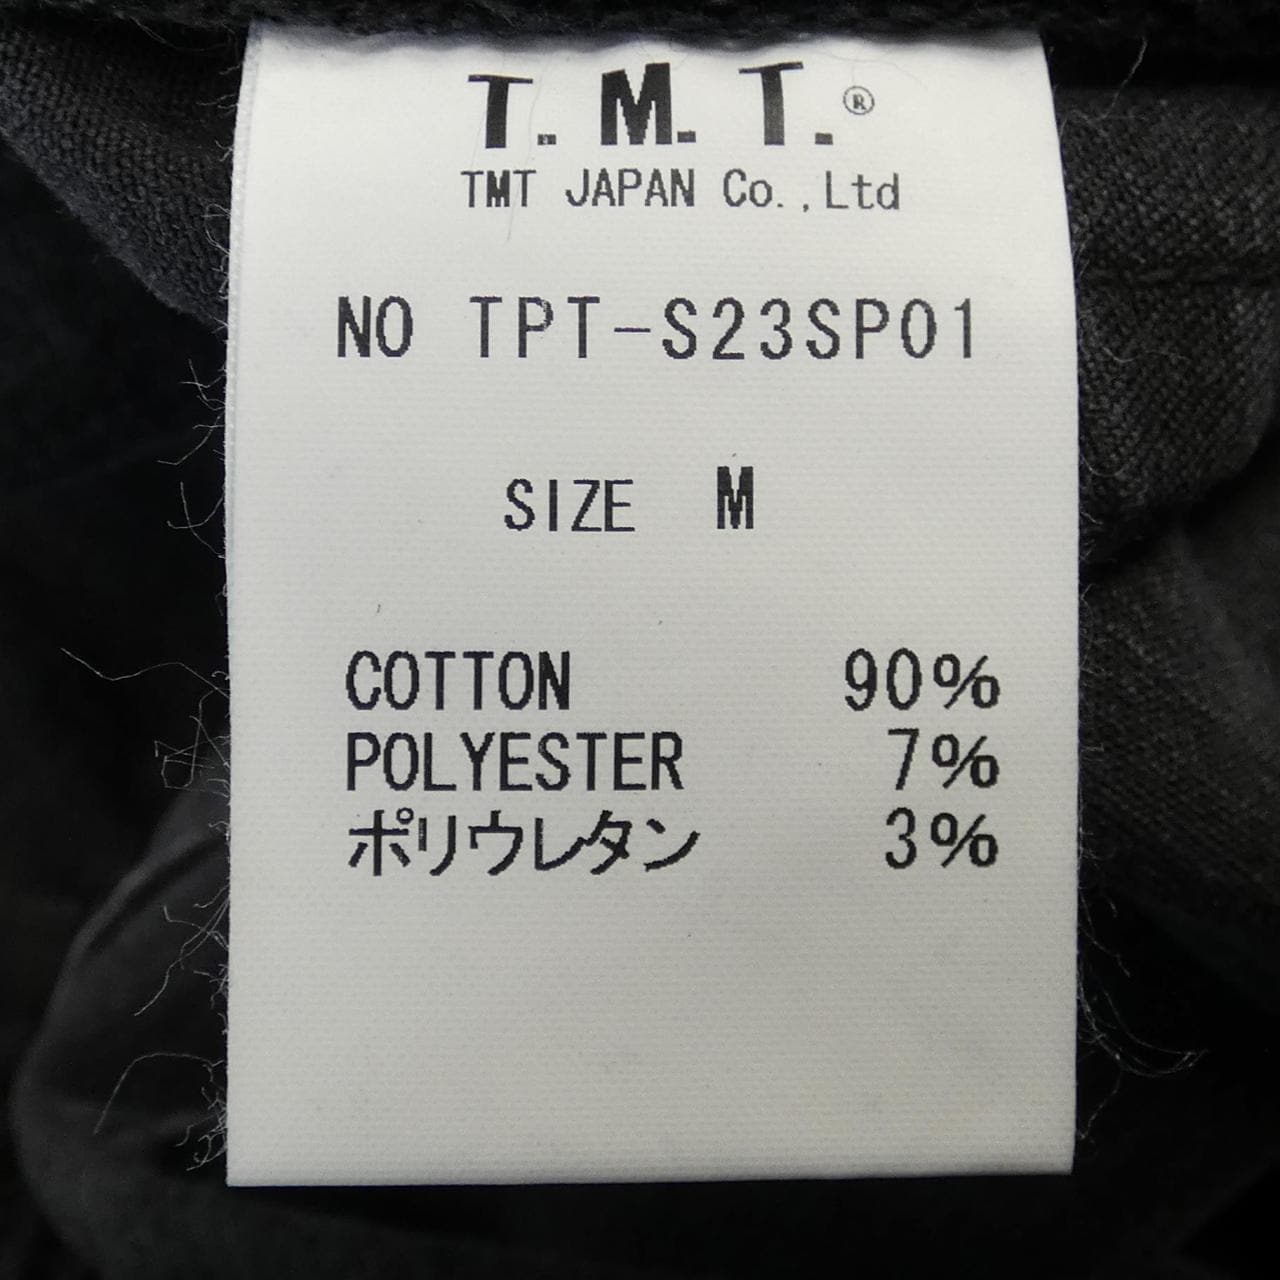 T.M.T.®
TMT JAPAN Co.,Ltd
NO TPT-S23SP01
SIZE M
COTTON 90%
POLYESTER 7%
ポリウレタン 3%